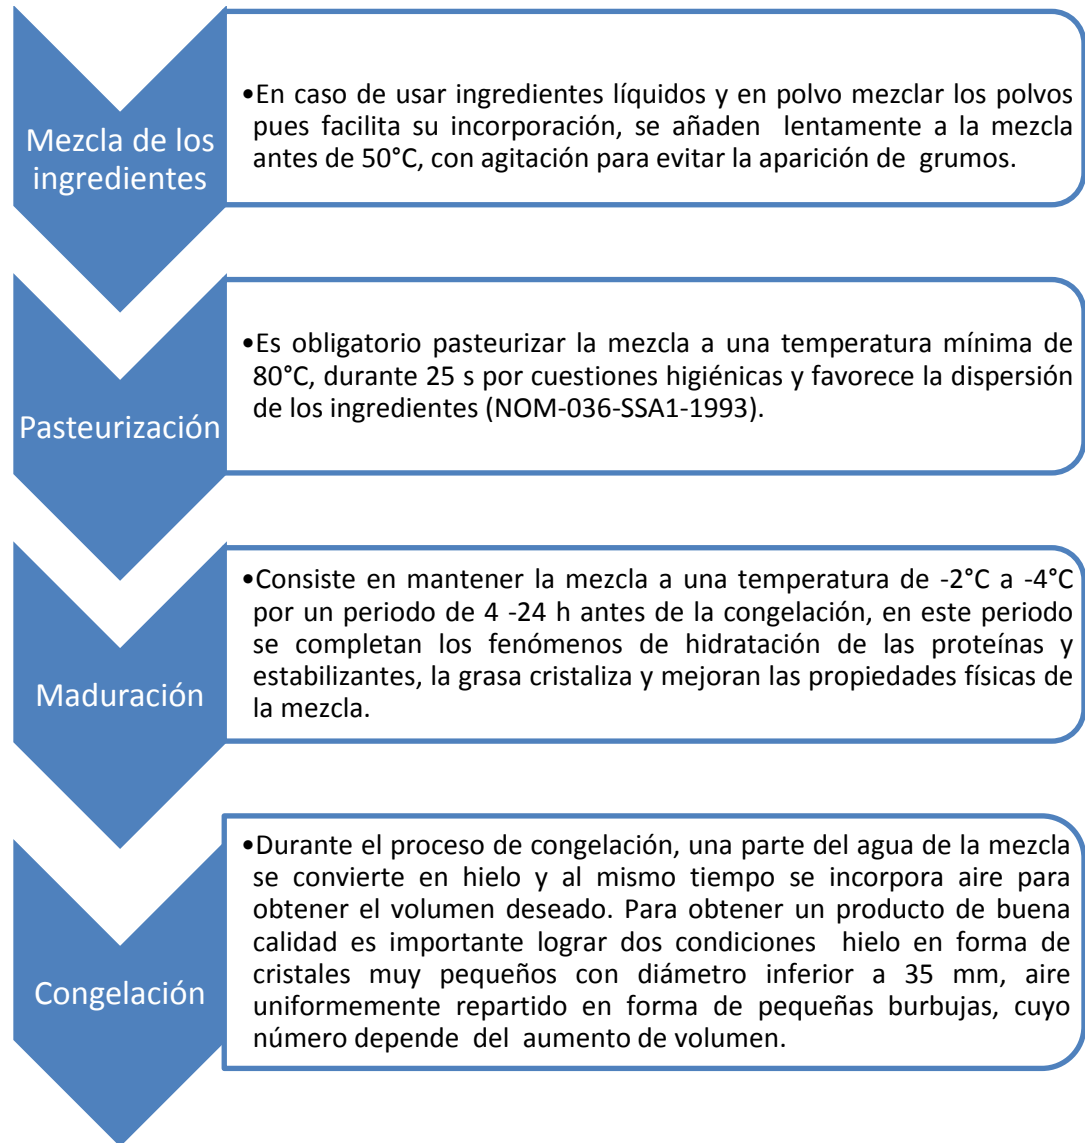 Mezcla de los
ingredientes
•En caso de usar ingredientes líquidos y en polvo mezclar los polvos
pues facilita su incorporación, se añaden lentamente a la mezcla
antes de 50°C, con agitación para evitar la aparición de grumos.
Pasteurización
•Es obligatorio pasteurizar la mezcla a una temperatura mínima de
80°C, durante 25 s por cuestiones higiénicas y favorece la dispersión
de los ingredientes (NOM-036-SSA1-1993).
Maduración
•Consiste en mantener la mezcla a una temperatura de -2°C a -4°C
por un periodo de 4 -24 h antes de la congelación, en este periodo
se completan los fenómenos de hidratación de las proteínas y
estabilizantes, la grasa cristaliza y mejoran las propiedades físicas de
la mezcla.
Congelación
•Durante el proceso de congelación, una parte del agua de la mezcla
se convierte en hielo y al mismo tiempo se incorpora aire para
obtener el volumen deseado. Para obtener un producto de buena
calidad es importante lograr dos condiciones hielo en forma de
cristales muy pequeños con diámetro inferior a 35 mm, aire
uniformemente repartido en forma de pequeñas burbujas, cuyo
número depende del aumento de volumen.